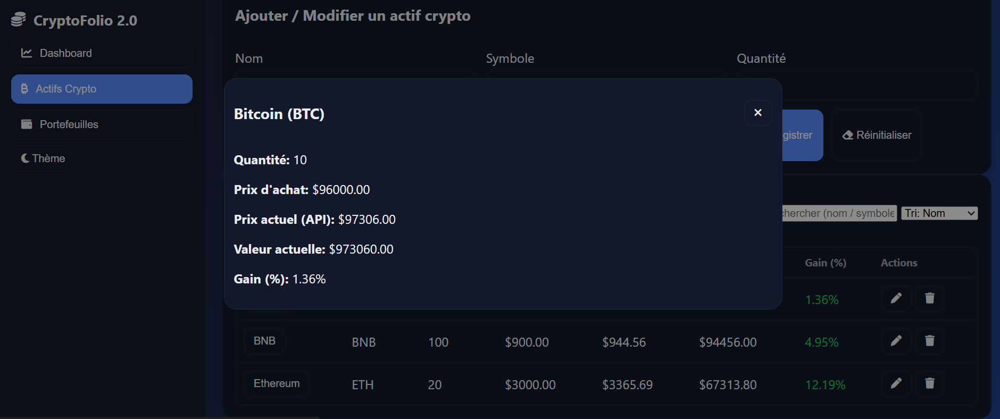 CryptoFolio 2.0
Dashboard
Actifs Crypto
Portefeuilles
Thème
Ajouter / Modifier un actif crypto
Nom Symbole Quantité
Réinitialiser
Bitcoin (BTC)
Quantité: 10
Prix d'achat: $96000.00
Prix actuel (API): $97306.00
Valeur actuelle: $973060.00
Gain (%): 1.36%
(nom / symbole Tri: Nom
Gain (%) Actions
1.36%
BNB BNB 100 $900.00 $944.56 $94456.00 4.95%
Ethereum ETH 20 $3000.00 $3365.69 $67313.80 12.19%